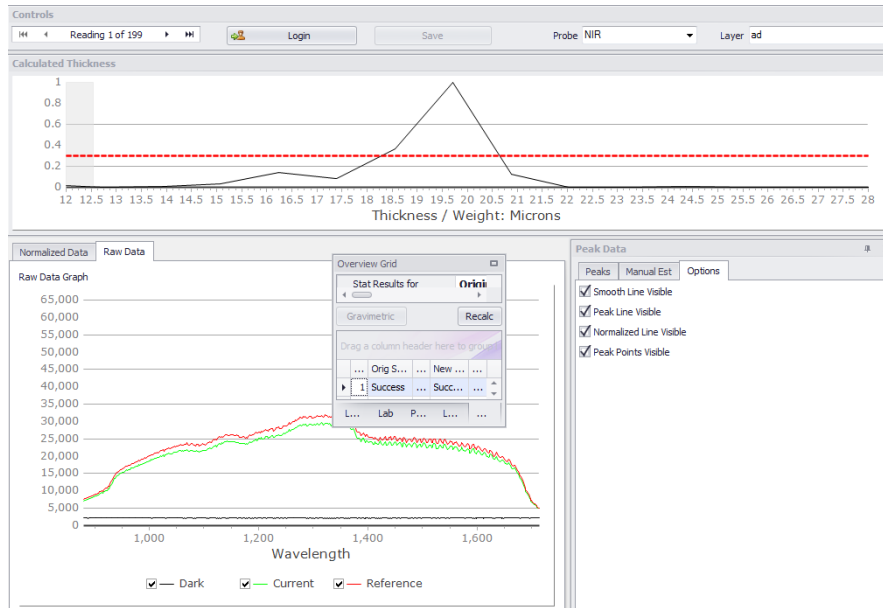 Controls
Reading 1 of 199 Login Save Probe NIR Layer ad
Calculated Thickness
1
0.8
0.6
0.4
0.2
0
12 12.5 13 13.5 14 14.5 15 15.5 16 16.5 17 17.5 18 18.5 19 19.5 20 20.5 21 21.5 22 22.5 23 23.5 24 24.5 25 25.5 26 26.5 27 27.5 28
Thickness / Weight: Microns
Normalized Data Raw Data
Raw Data Graph
65,000
60,000
55,000
50,000
45,000
40,000
35,000
30,000
25,000
20,000
15,000
10,000
5,000
0
1,000 1,200 1,400 1,600
Wavelength
Dark Current Reference
Overview Grid
Stat Results for
Gravimetric Recalc
Drag a column header here to grou
... Orig S... ... New ... ...
1 Success ... Succ... ...
L... Lab P... L... ...
Peak Data
Peaks Manual Est Options
Smooth Line Visible
Peak Line Visible
Normalized Line Visible
Peak Points Visible